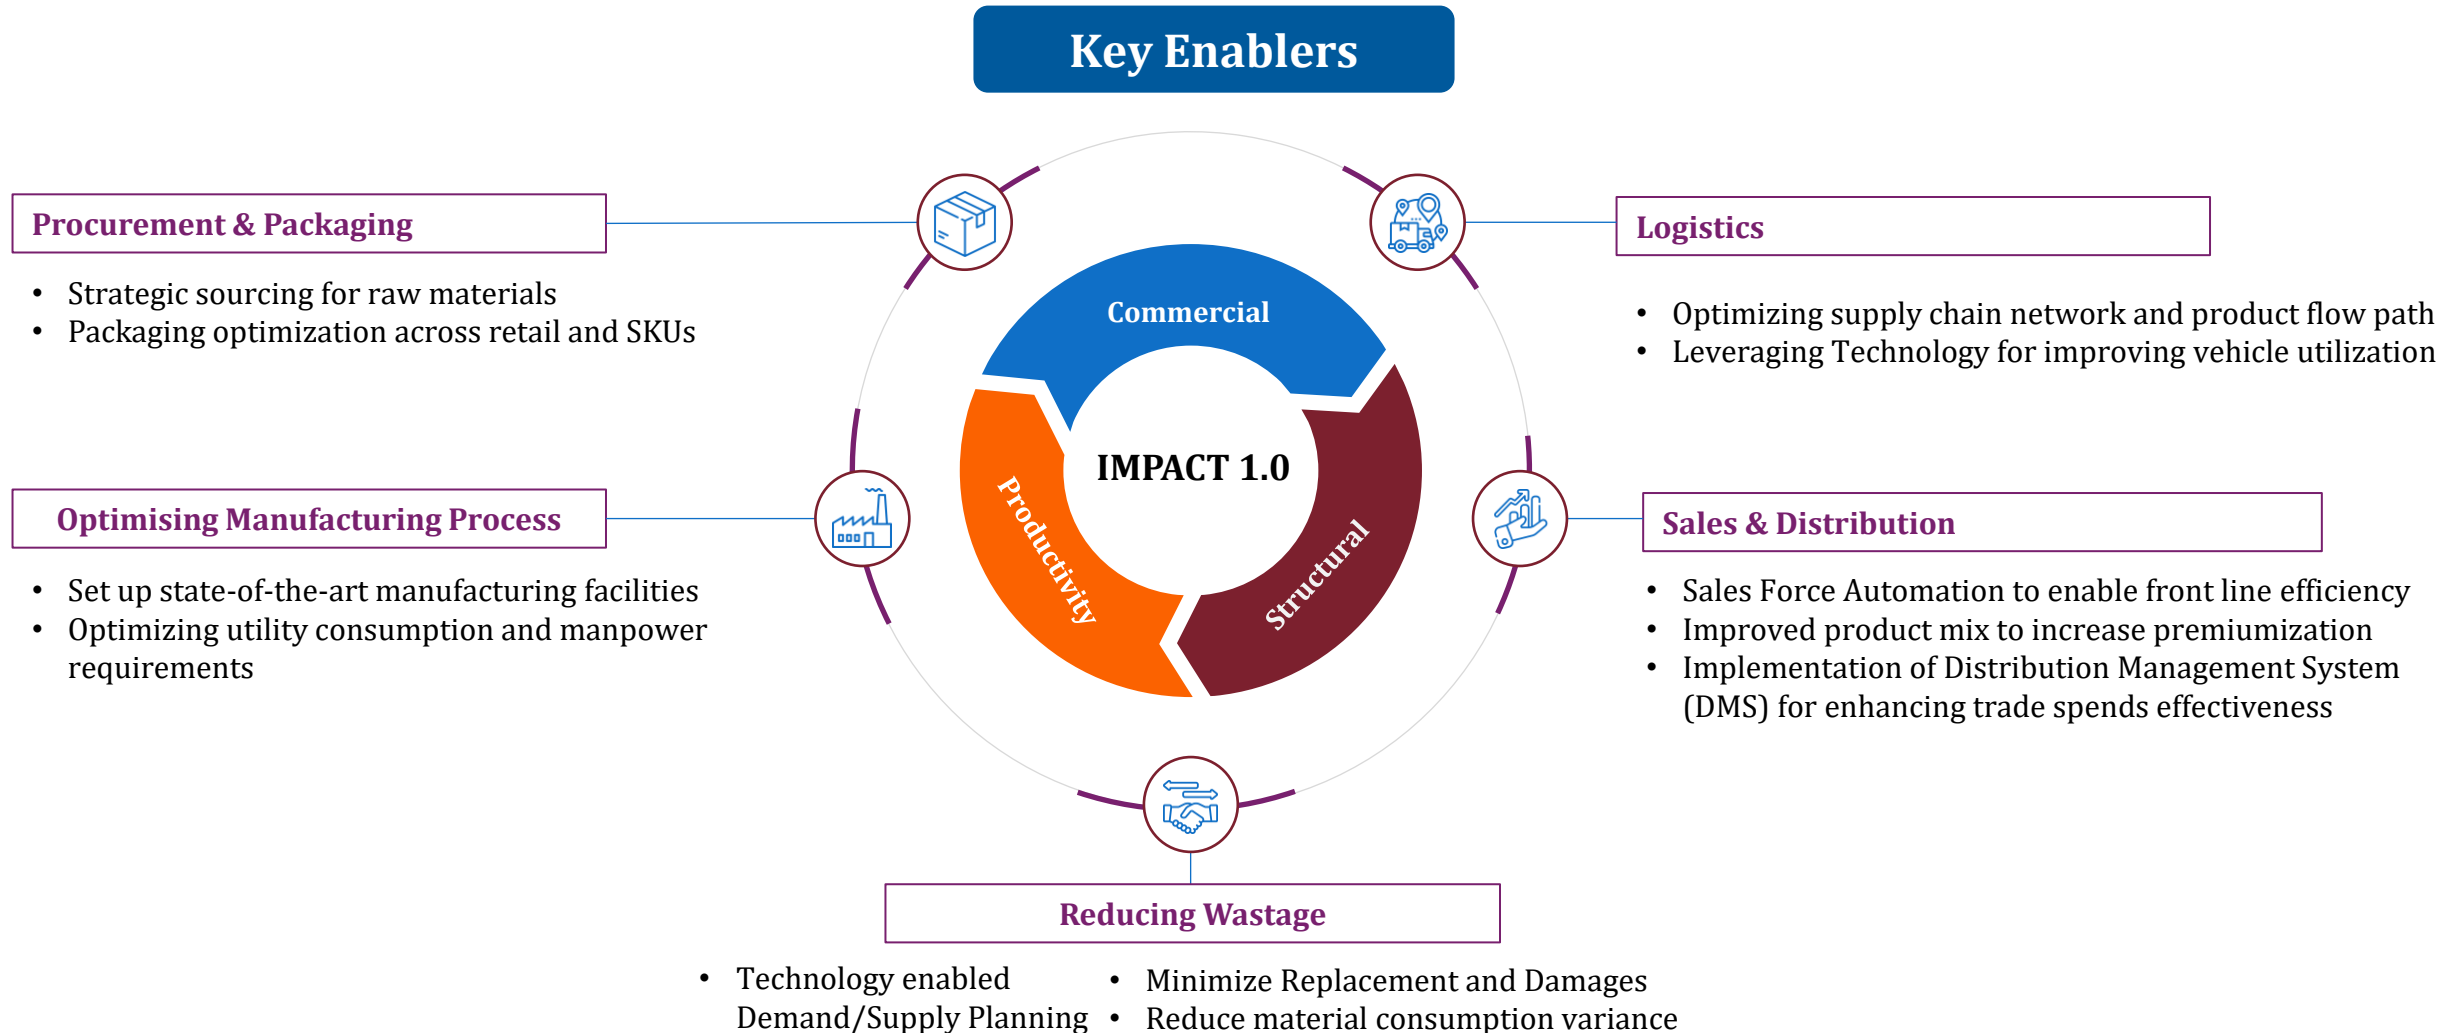 Key Enablers
Procurement & Packaging
• Strategic sourcing for raw materials
• Packaging optimization across retail and SKUs
Optimising Manufacturing Process
• Set up state-of-the-art manufacturing facilities
• Optimizing utility consumption and manpower
requirements
Commercial
IMPACT 1.0
Productivity
Structural
Logistics
• Optimizing supply chain network and product flow path
• Leveraging Technology for improving vehicle utilization
Sales & Distribution
• Sales Force Automation to enable front line efficiency
• Improved product mix to increase premiumization
• Implementation of Distribution Management System
(DMS) for enhancing trade spends effectiveness
Reducing Wastage
• Technology enabled
Demand/Supply Planning
• Minimize Replacement and Damages
• Reduce material consumption variance